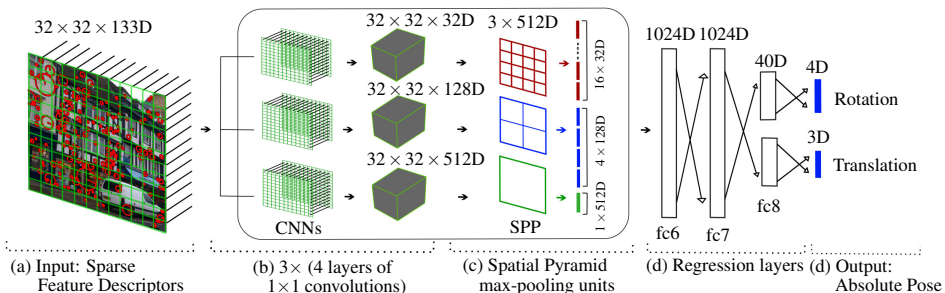 32 × 32 × 133D
32 × 32 × 32D
3 × 512D
32 × 32 × 128D
32 × 32 × 512D
CNNs
SPP
16 × 32D
4 × 128D
1 × 512D
1024D 1024D
40D
4D
Rotation
3D
Translation
fc6
fc7
fc8
(a) Input: Sparse
Feature Descriptors
(b) 3× (4 layers of
1×1 convolutions)
(c) Spatial Pyramid
max-pooling units
(d) Regression layers
(d) Output:
Absolute Pose